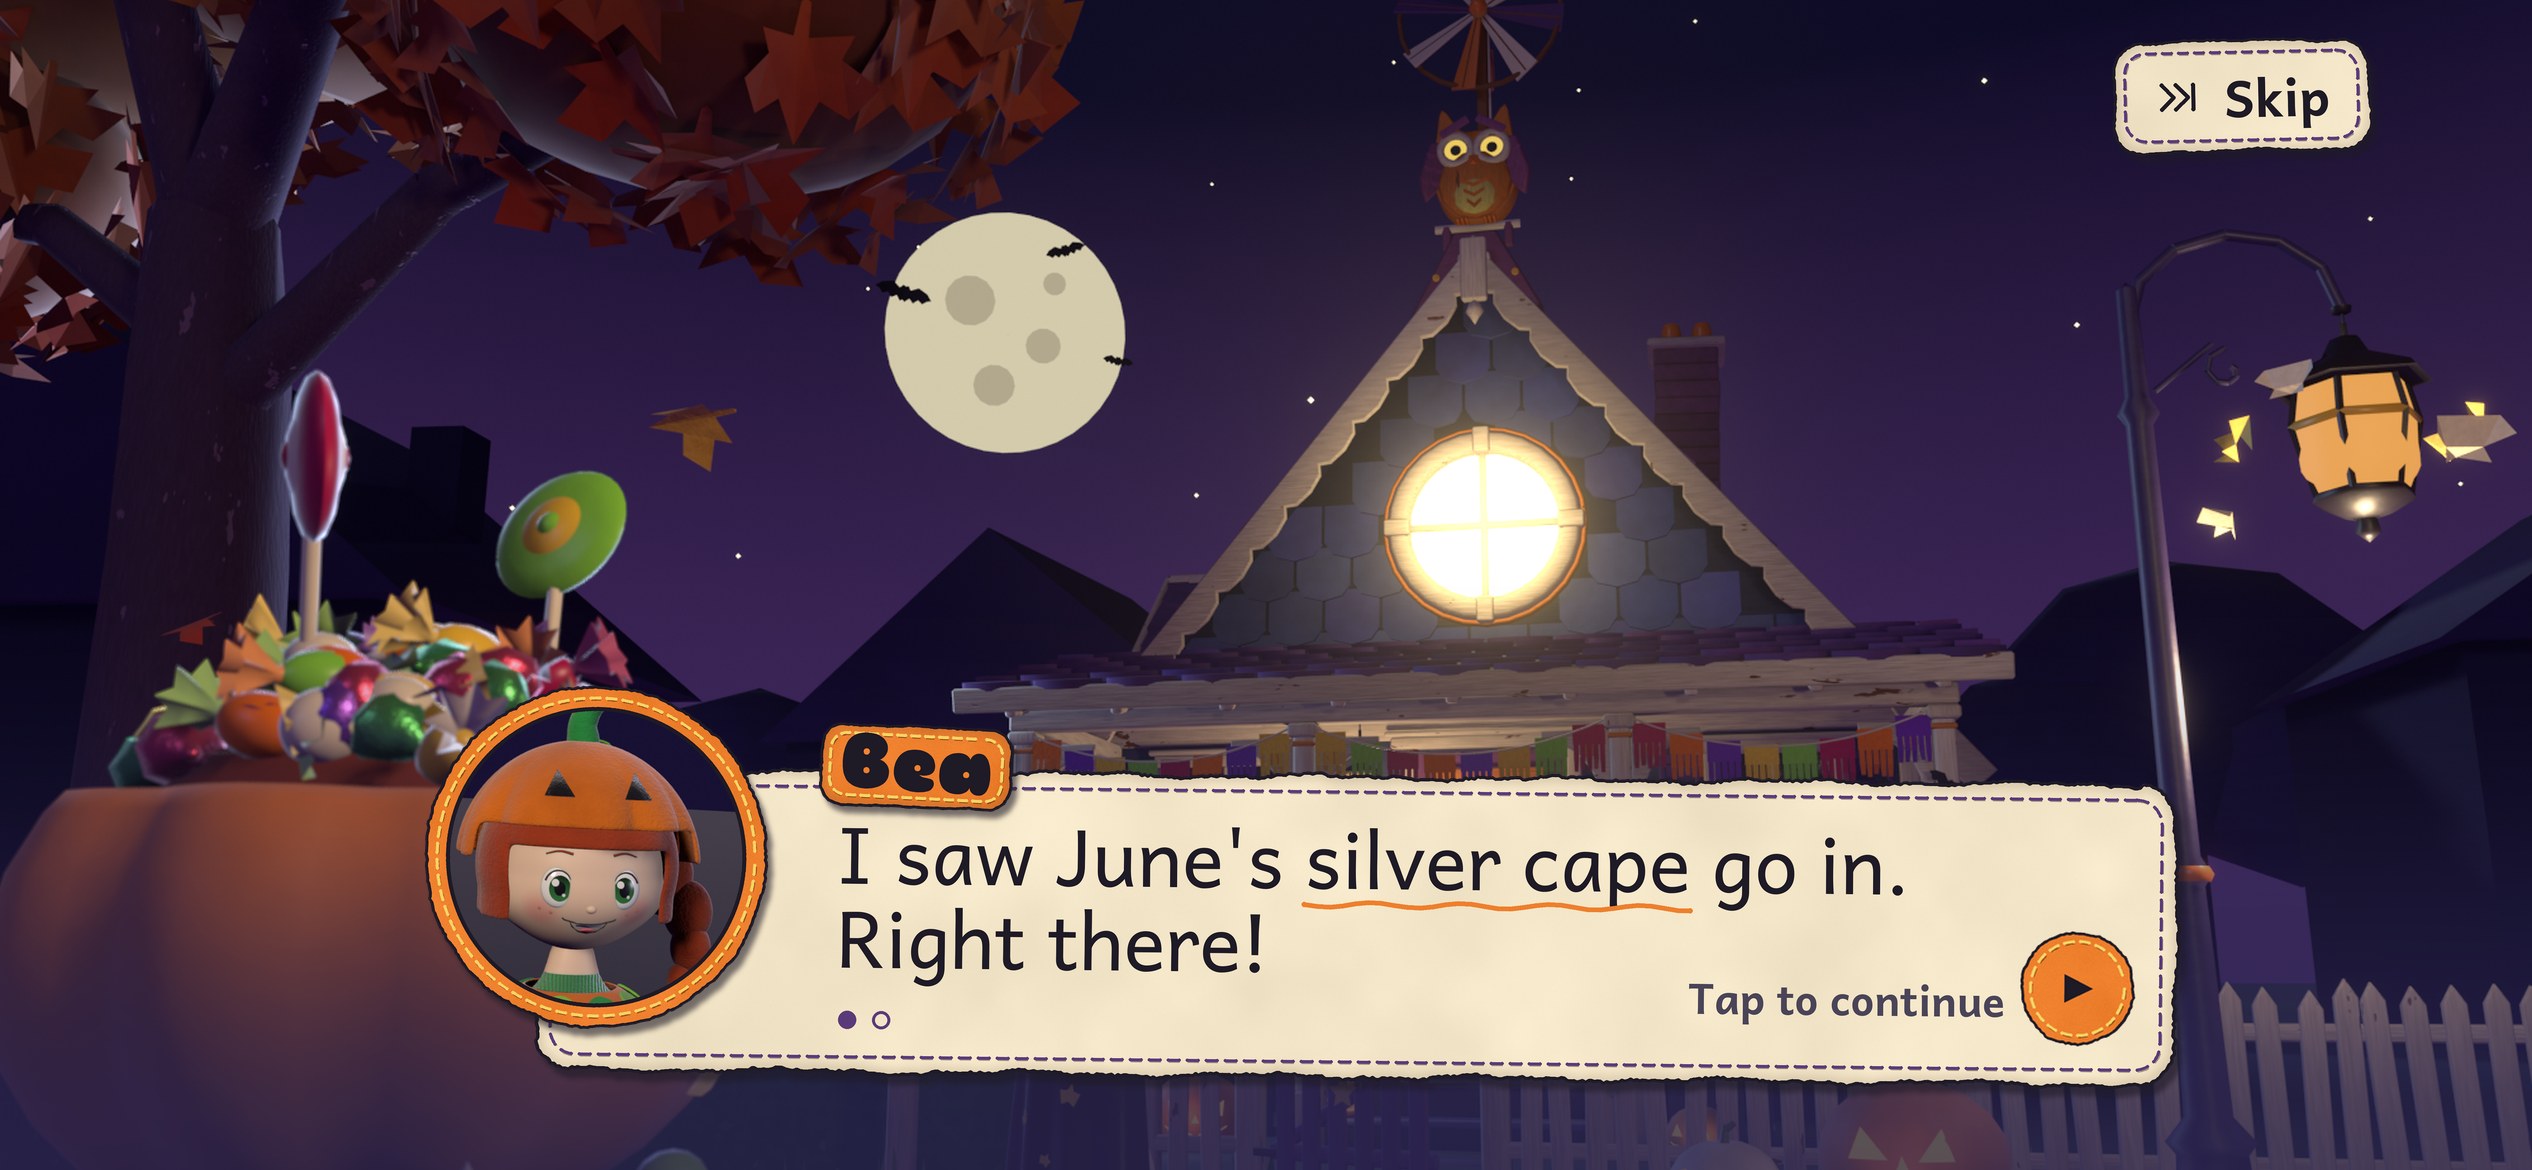 Skip
Bea
I saw June's silver cape go in.
Right there!
Tap to continue